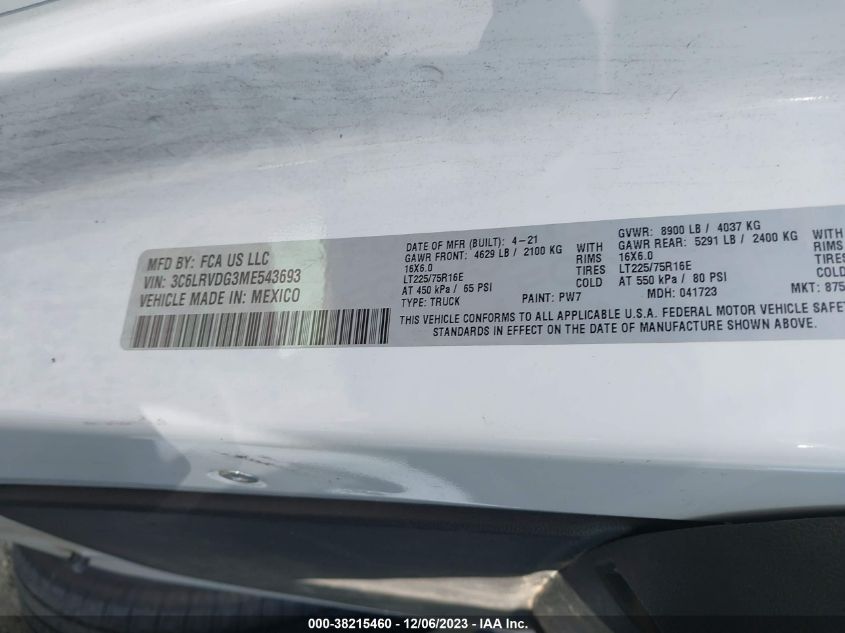 MFD BY: FCA US LLC
VIN: 3C6LRVDG3ME543693
VEHICLE MADE IN: MEXICO
DATE OF MFR (BUILT): 4-21
GAWR FRONT: 4629 LB / 2100 KG
16X6.0
LT225/75R16E
AT 450 kPa / 65 PSI
TYPE: TRUCK
WITH
RIMS
TIRES
COLD
PAINT: PW7
GVWR: 8900 LB / 4037 KG
GAWR REAR: 5291 LB / 2400 KG
16X6.0
LT225/75R16E
AT 550 kPa / 80 PSI
MDH: 041723
WITH
RIMS
TIRES
COLD
MKT: 875
THIS VEHICLE CONFORMS TO ALL APPLICABLE U.S.A. FEDERAL MOTOR VEHICLE SAFET
STANDARDS IN EFFECT ON THE DATE OF MANUFACTURE SHOWN ABOVE.
000-38215460 - 12/06/2023 - IAA Inc.